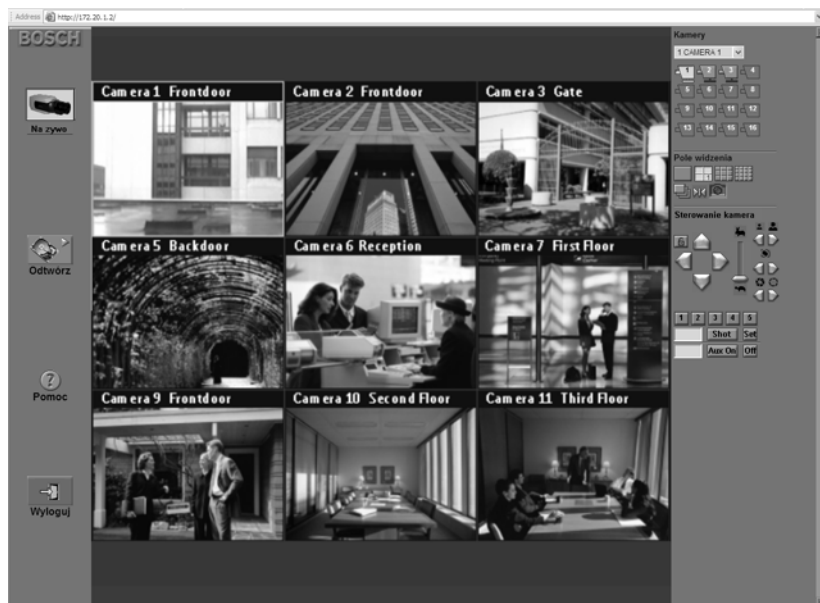 Address http://172.20.1.2/
BOSCH
Na zywo
Odtwórz
Pomoc
Wyloguj
Camera 1 Frontdoor
Camera 2 Frontdoor
Camera 3 Gate
Camera 5 Backdoor
Camera 6 Reception
Camera 7 First Floor
Camera 9 Frontdoor
Camera 10 Second Floor
Camera 11 Third Floor
Kamery
1 CAMERA 1
1 2 3 4
5 6 7 8
9 10 11 12
13 14 15 16
Pole widzenia
Sterowanie kamera
1 2 3 4 5
Shot Set
Aux On Off